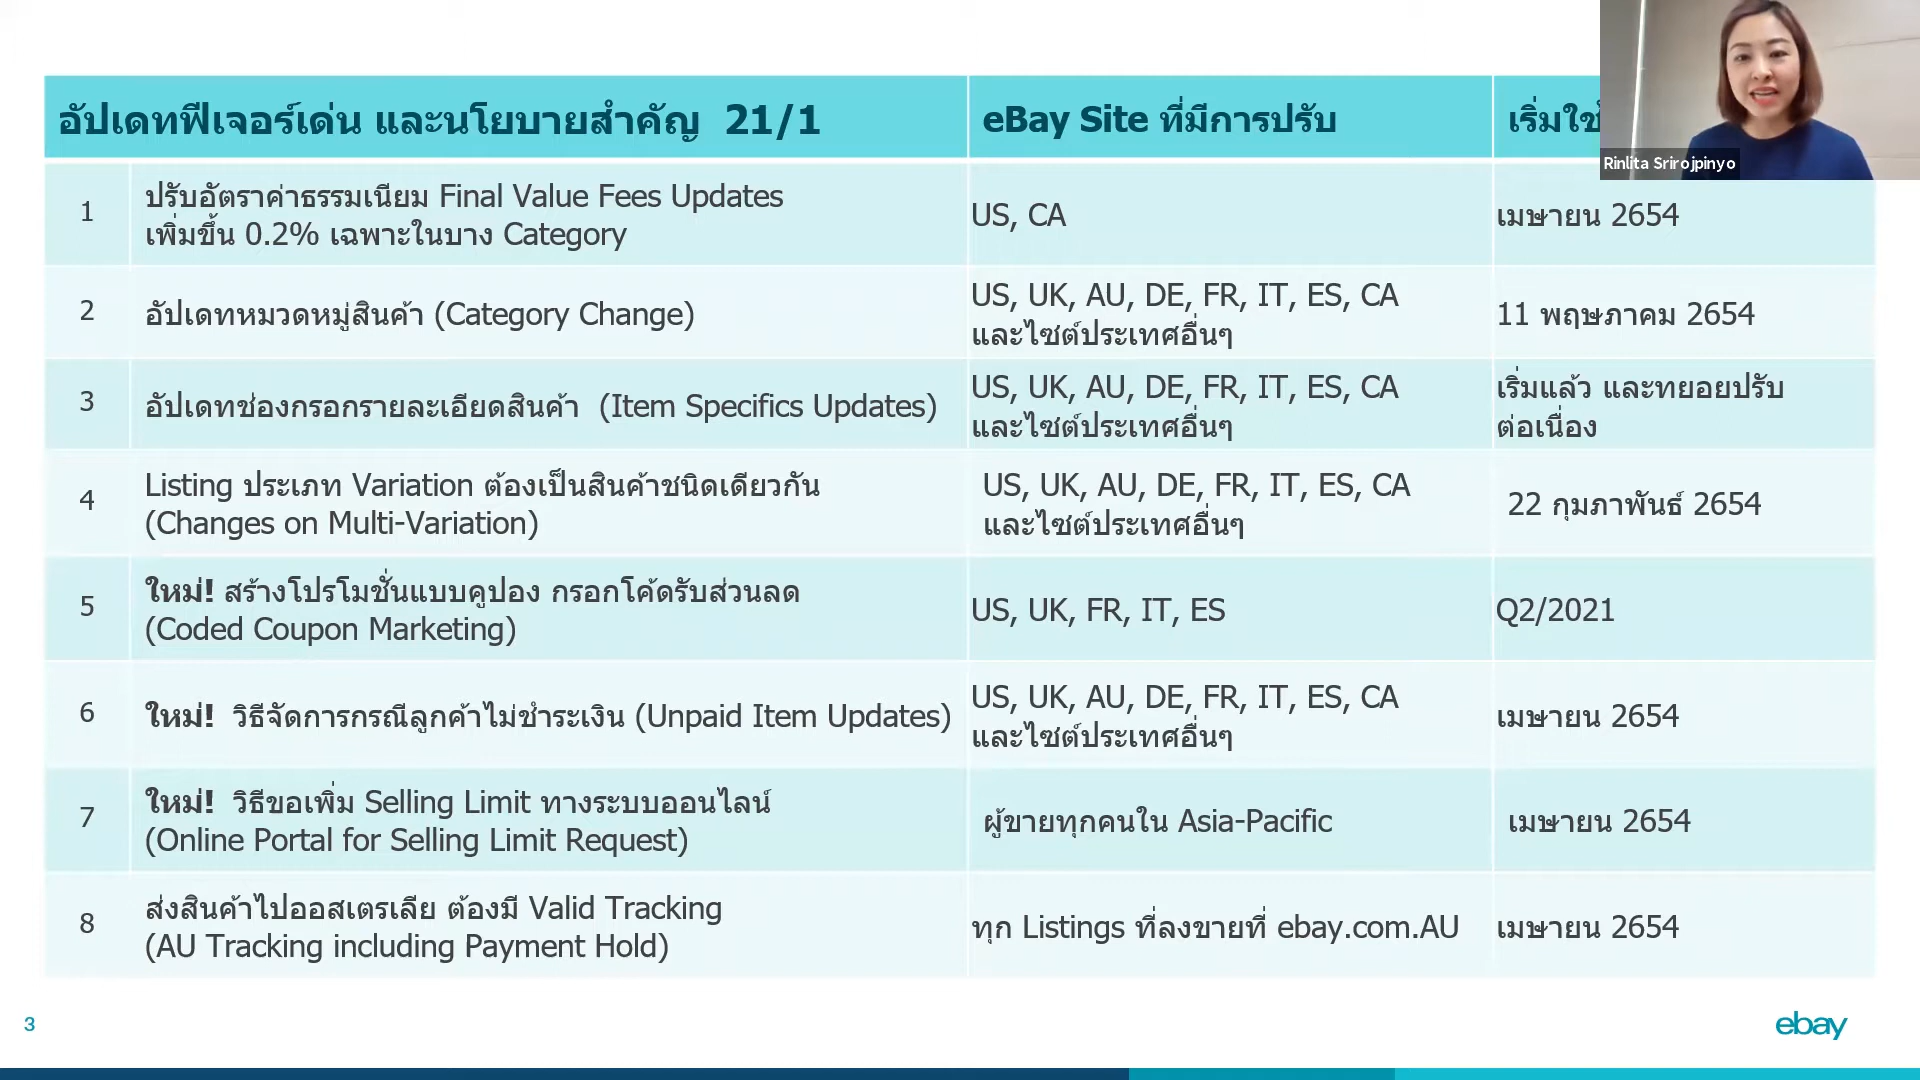 อัปเดทฟีเจอร์เด่น และนโยบายสำคัญ 21/1
eBay Site ที่มีการปรับ
Rinlita Srirojpinyo
1
ปรับอัตราค่าธรรมเนียม Final Value Fees Updates
เพิ่มขึ้น 0.2% เฉพาะในบาง Category
US, CA
เมษายน 2654
2
อัปเดทหมวดหมู่สินค้า (Category Change)
US, UK, AU, DE, FR, IT, ES, CA
และไซต์ประเทศอื่นๆ
11 พฤษภาคม 2654
3
อัปเดทช่องกรอกรายละเอียดสินค้า (Item Specifics Updates)
US, UK, AU, DE, FR, IT, ES, CA
และไซต์ประเทศอื่นๆ
เริ่มแล้ว และทยอยปรับ
ต่อเนื่อง
4
Listing ประเภท Variation ต้องเป็นสินค้าชนิดเดียวกัน
(Changes on Multi-Variation)
US, UK, AU, DE, FR, IT, ES, CA
และไซต์ประเทศอื่นๆ
22 กุมภาพันธ์ 2654
5
ใหม่! สร้างโปรโมชั่นแบบคูปอง กรอกโค้ดรับส่วนลด
(Coded Coupon Marketing)
US, UK, FR, IT, ES
Q2/2021
6
ใหม่! วิธีจัดการกรณีลูกค้าไม่ชำระเงิน (Unpaid Item Updates)
US, UK, AU, DE, FR, IT, ES, CA
และไซต์ประเทศอื่นๆ
เมษายน 2654
7
ใหม่! วิธีขอเพิ่ม Selling Limit ทางระบบออนไลน์
(Online Portal for Selling Limit Request)
ผู้ขายทุกคนใน Asia-Pacific
เมษายน 2654
8
ส่งสินค้าไปออสเตรเลีย ต้องมี Valid Tracking
(AU Tracking including Payment Hold)
ทุก Listings ที่ลงขายที่ ebay.com.AU
เมษายน 2654
3
ebay